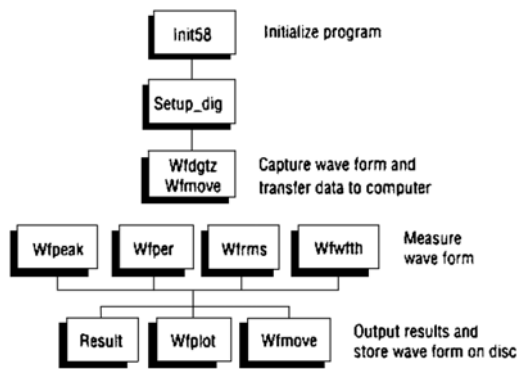 Init58
Initialize program
Setup_dig
Wfdgtz
Wfmove
Capture wave form and
transfer data to computer
Wfpeak
Wfper
Wfrms
Wfwfth
Measure
wave form
Result
Wfplot
Wfmove
Output results and
store wave form on disc